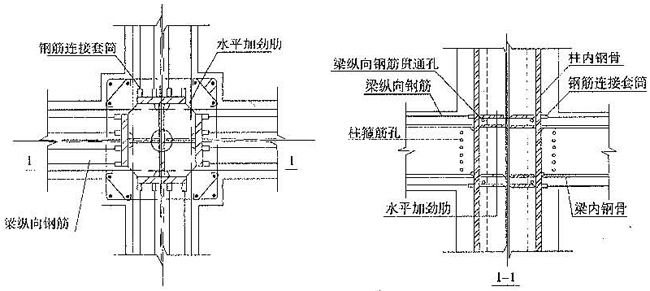 钢筋连接套筒
水平加劲肋
1
1
梁纵向钢筋
梁纵向钢筋贯通孔
梁纵向钢筋
柱箍筋孔
水平加劲肋
柱内钢骨
钢筋连接套筒
梁内钢骨
1-1